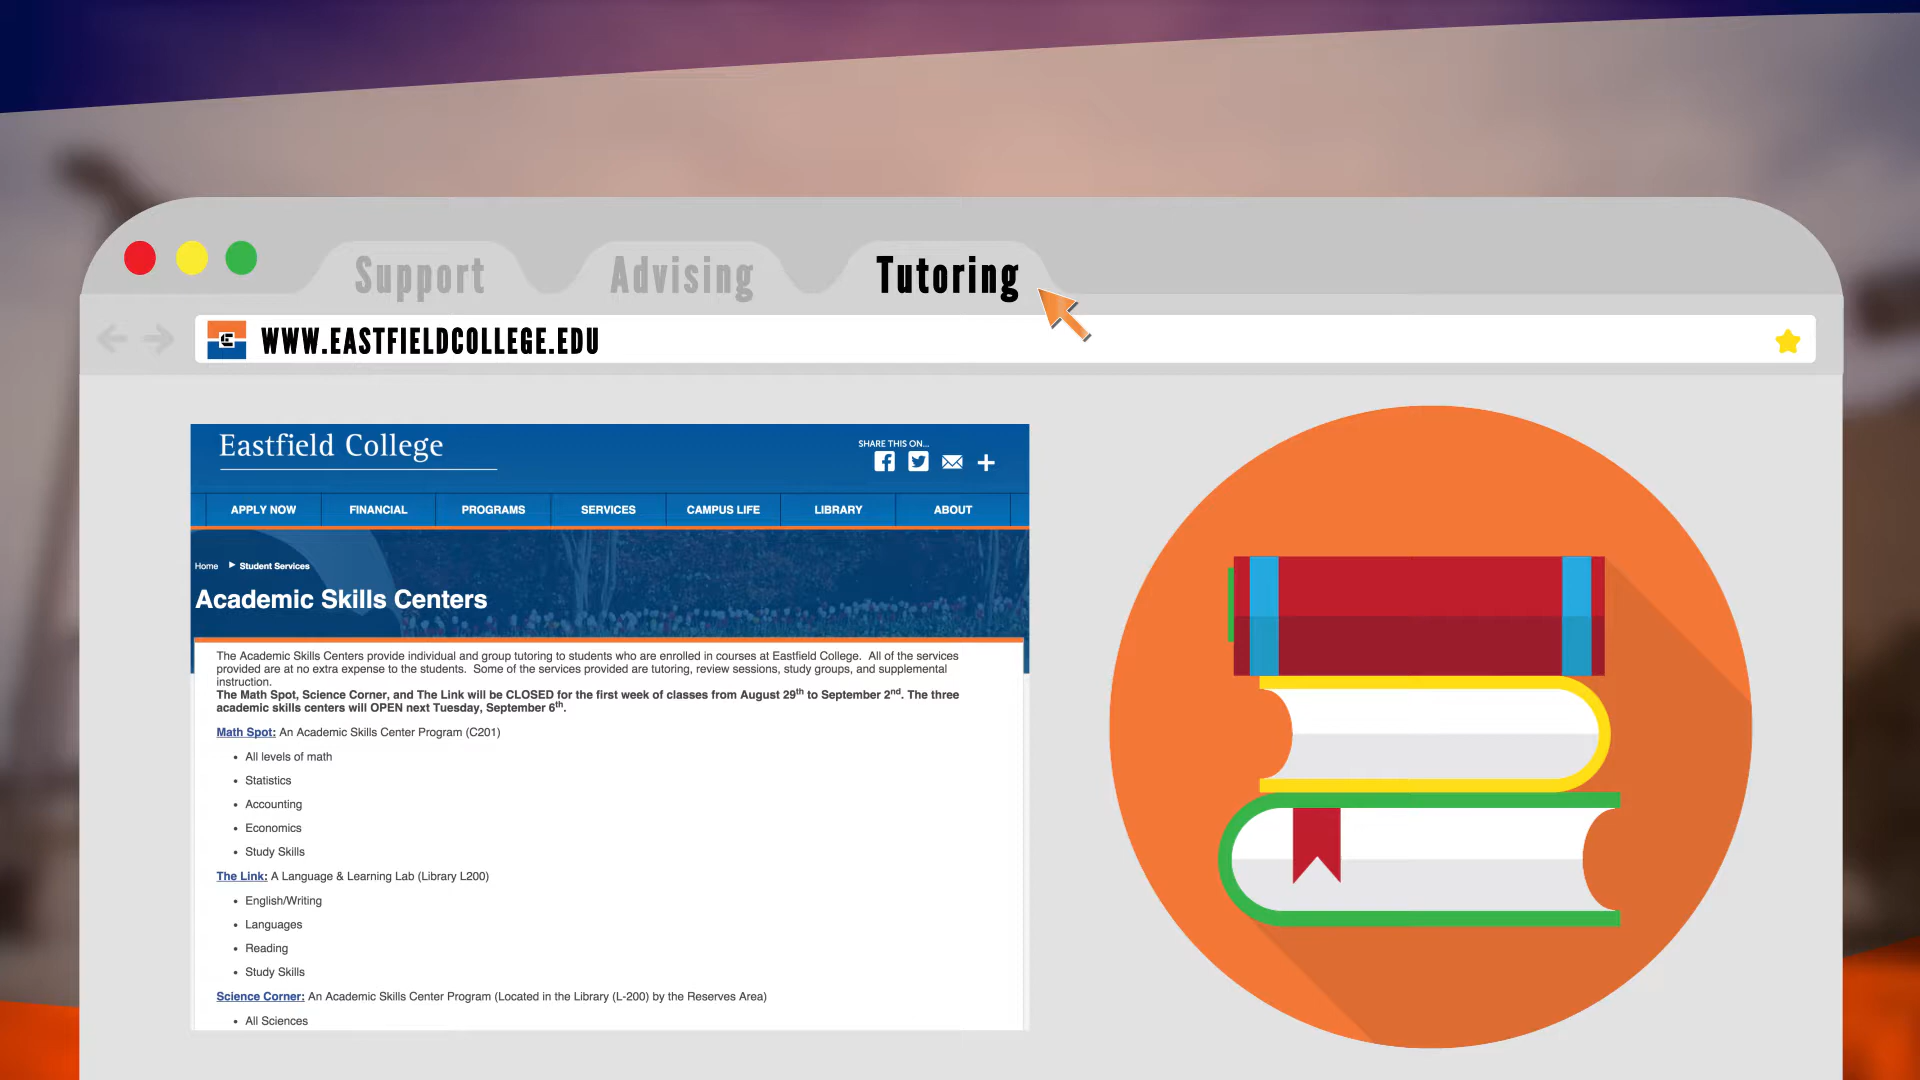 Support
Advising
Tutoring
WWW.EASTFIELDCOLLEGE.EDU
Eastfield College
SHARE THIS ON...
APPLY NOW
FINANCIAL
PROGRAMS
SERVICES
CAMPUS LIFE
LIBRARY
ABOUT
Home ▶ Student Services
Academic Skills Centers
The Academic Skills Centers provide individual and group tutoring to students who are enrolled in courses at Eastfield College. All of the services
provided are at no extra expense to the students. Some of the services provided are tutoring, review sessions, study groups, and supplemental
instruction.
The Math Spot, Science Corner, and The Link will be CLOSED for the first week of classes from August 29th to September 2nd. The three
academic skills centers will OPEN next Tuesday, September 6th.
Math Spot: An Academic Skills Center Program (C201)
• All levels of math
• Statistics
• Accounting
• Economics
• Study Skills
The Link: A Language & Learning Lab (Library L200)
• English/Writing
• Languages
• Reading
• Study Skills
Science Corner: An Academic Skills Center Program (Located in the Library (L-200) by the Reserves Area)
• All Sciences